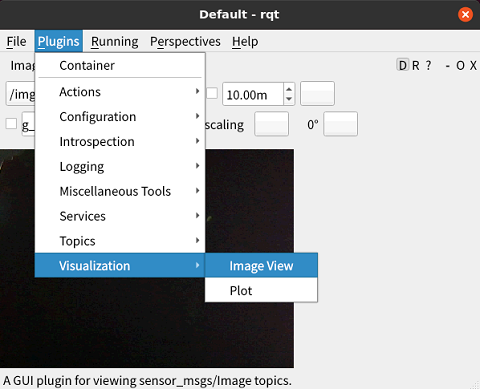 Default - rqt
File Plugins Running Perspectives Help
Container
D R ? - O X
/img
10.00m
Actions
Configuration
g_
scaling
0°
Introspection
Logging
Miscellaneous Tools
Services
Topics
Visualization
Image View
Plot
A GUI plugin for viewing sensor_msgs/Image topics.